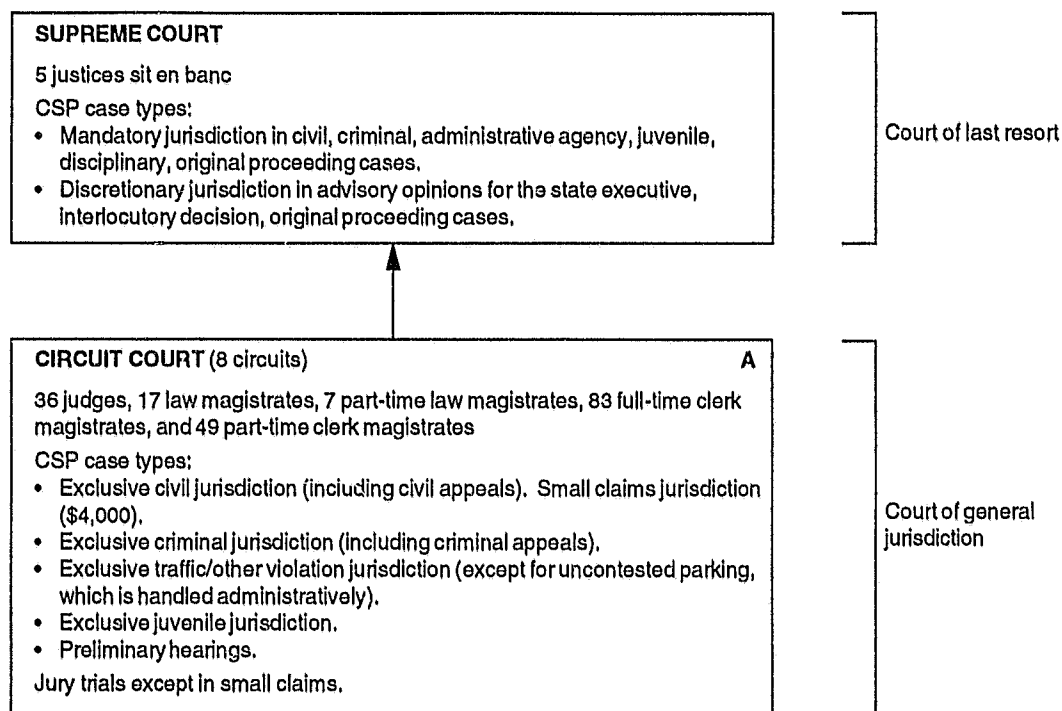 SUPREME COURT
5 justices sit en banc
CSP case types:
• Mandatory jurisdiction in civil, criminal, administrative agency, juvenile,
disciplinary, original proceeding cases.
• Discretionary jurisdiction in advisory opinions for the state executive,
interlocutory decision, original proceeding cases.
Court of last resort
CIRCUIT COURT (8 circuits) A
36 judges, 17 law magistrates, 7 part-time law magistrates, 83 full-time clerk
magistrates, and 49 part-time clerk magistrates
CSP case types:
• Exclusive civil jurisdiction (including civil appeals). Small claims jurisdiction
($4,000).
• Exclusive criminal jurisdiction (including criminal appeals).
• Exclusive traffic/other violation jurisdiction (except for uncontested parking,
which is handled administratively).
• Exclusive juvenile jurisdiction.
• Preliminary hearings.
Jury trials except in small claims.
Court of general
jurisdiction